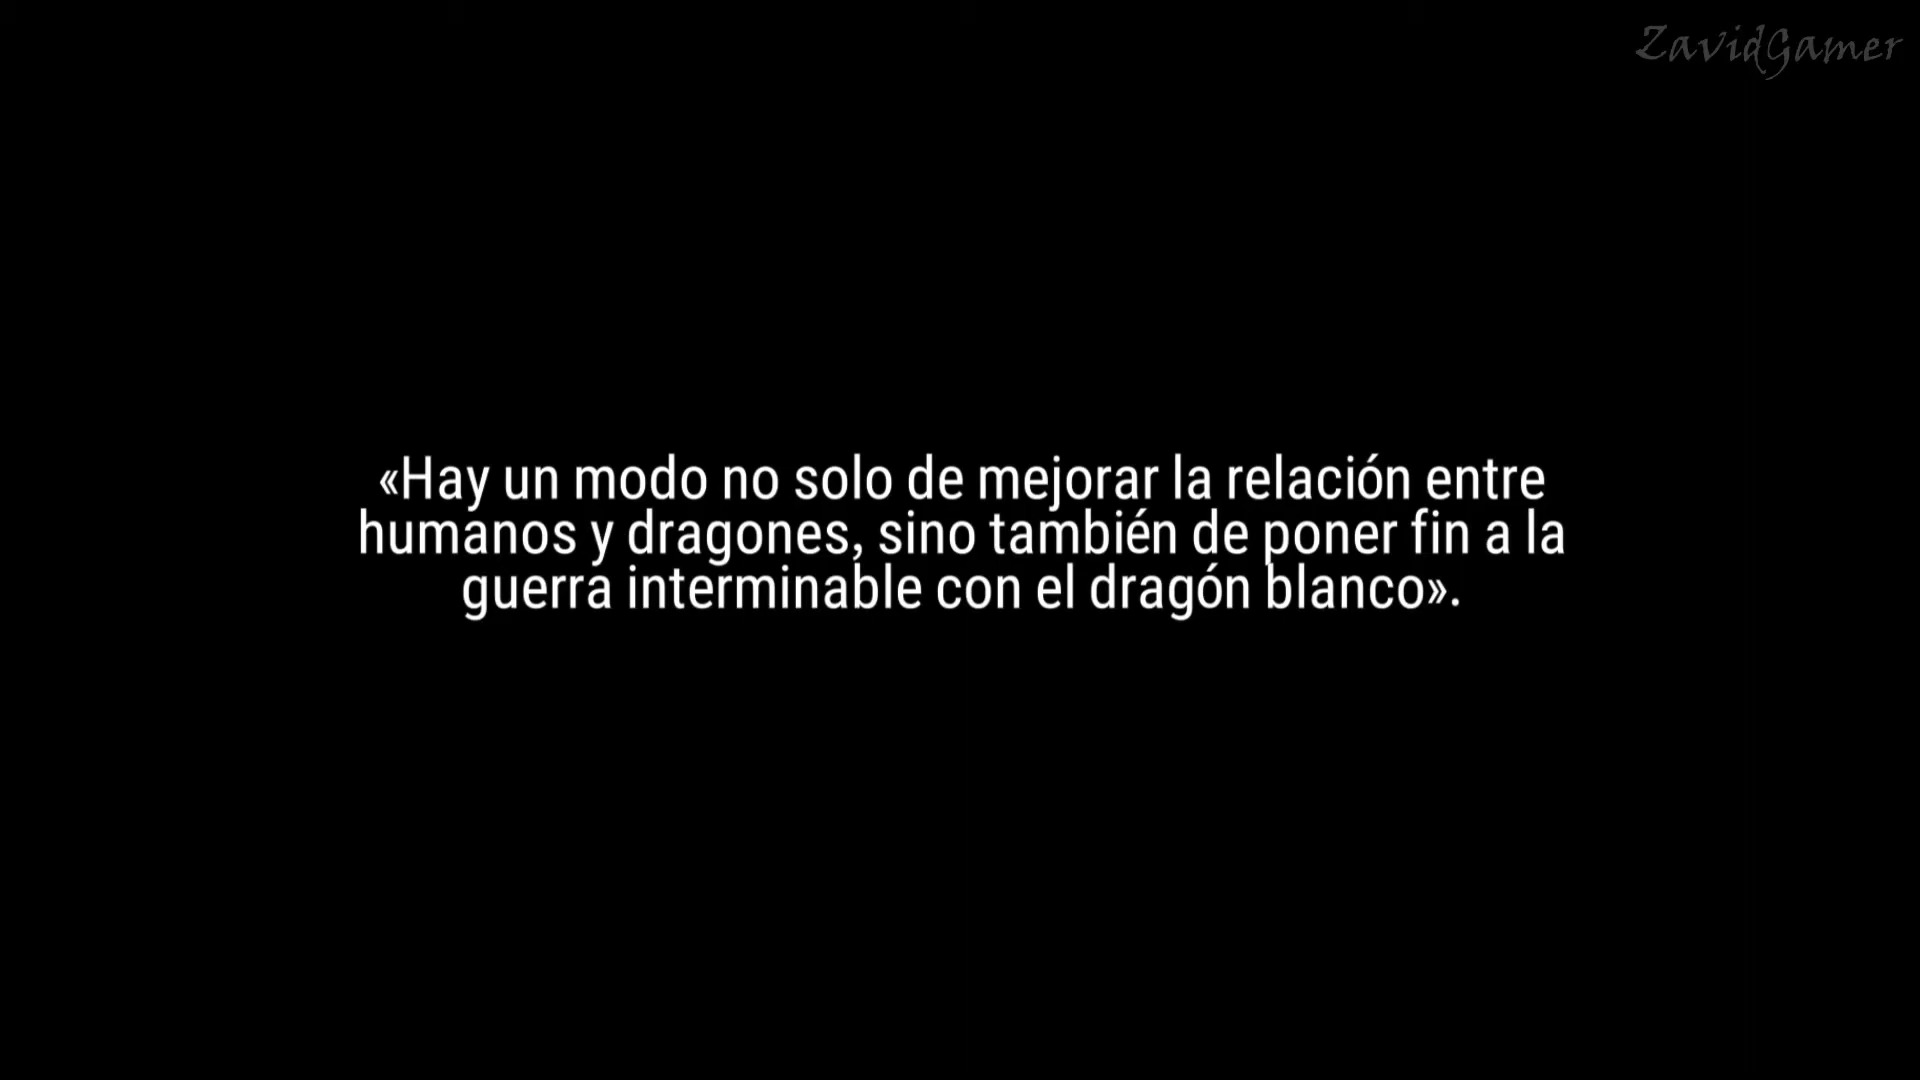 ZavidGamer
«Hay un modo no solo de mejorar la relación entre
humanos y dragones, sino también de poner fin a la
guerra interminable con el dragón blanco».